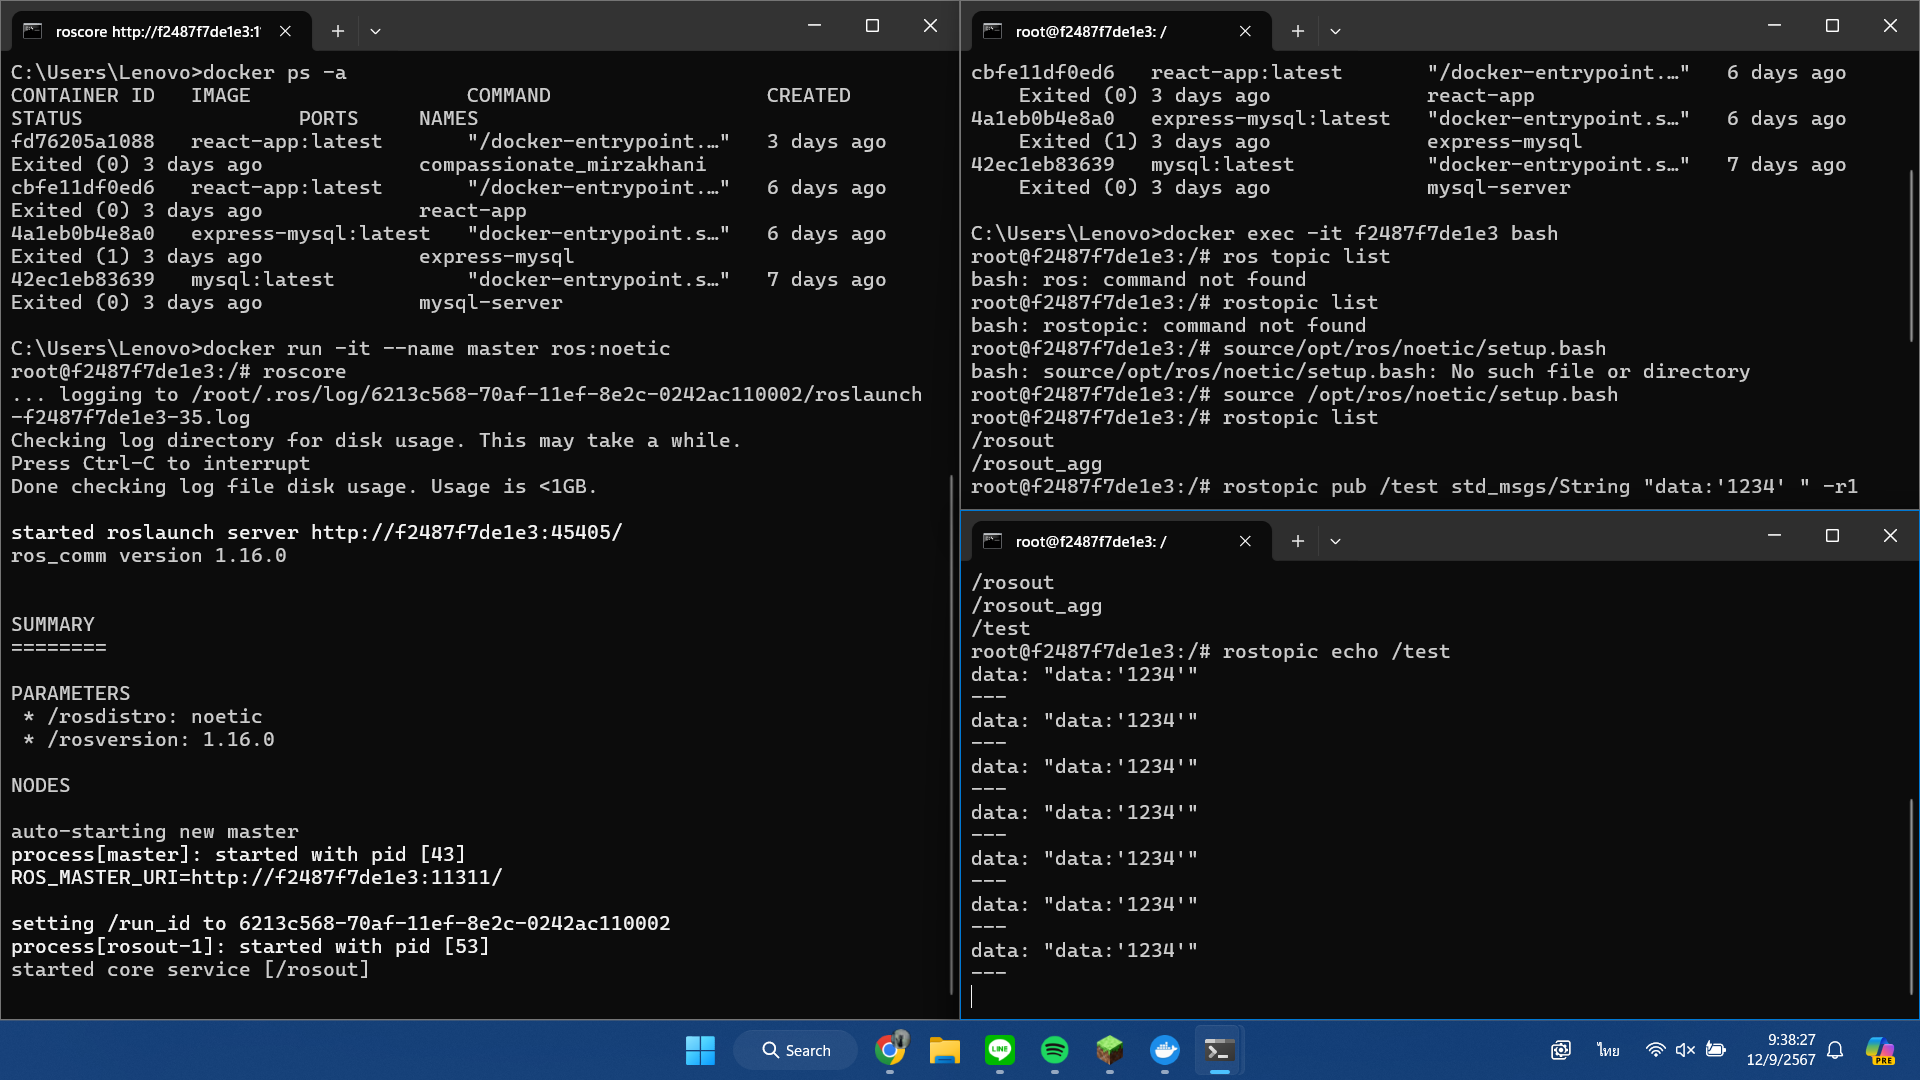 roscore http://f2487f7de1e3:1
C:\Users\Lenovo>docker ps -a
CONTAINER ID   IMAGE                  COMMAND                  CREATED
STATUS                  PORTS     NAMES
fd76205a1088   react-app:latest       "/docker-entrypoint.…"   3 days ago
Exited (0) 3 days ago             compassionate_mirzakhani
cbfe11df0ed6   react-app:latest       "/docker-entrypoint.…"   6 days ago
Exited (0) 3 days ago             react-app
4a1eb0b4e8a0   express-mysql:latest   "docker-entrypoint.s…"   6 days ago
Exited (1) 3 days ago             express-mysql
42ec1eb83639   mysql:latest           "docker-entrypoint.s…"   7 days ago
Exited (0) 3 days ago             mysql-server
C:\Users\Lenovo>docker run -it --name master ros:noetic
root@f2487f7de1e3:/# roscore
... logging to /root/.ros/log/6213c568-70af-11ef-8e2c-0242ac110002/roslaunch
-f2487f7de1e3-35.log
Checking log directory for disk usage. This may take a while.
Press Ctrl-C to interrupt
Done checking log file disk usage. Usage is <1GB.
started roslaunch server http://f2487f7de1e3:45405/
ros_comm version 1.16.0
SUMMARY
========
PARAMETERS
 * /rosdistro: noetic
 * /rosversion: 1.16.0
NODES
auto-starting new master
process[master]: started with pid [43]
ROS_MASTER_URI=http://f2487f7de1e3:11311/
setting /run_id to 6213c568-70af-11ef-8e2c-0242ac110002
process[rosout-1]: started with pid [53]
started core service [/rosout]
root@f2487f7de1e3: /
cbfe11df0ed6   react-app:latest       "/docker-entrypoint.…"   6 days ago
    Exited (0) 3 days ago             react-app
4a1eb0b4e8a0   express-mysql:latest   "docker-entrypoint.s…"   6 days ago
    Exited (1) 3 days ago             express-mysql
42ec1eb83639   mysql:latest           "docker-entrypoint.s…"   7 days ago
    Exited (0) 3 days ago             mysql-server
C:\Users\Lenovo>docker exec -it f2487f7de1e3 bash
root@f2487f7de1e3:/# ros topic list
bash: ros: command not found
root@f2487f7de1e3:/# rostopic list
bash: rostopic: command not found
root@f2487f7de1e3:/# source/opt/ros/noetic/setup.bash
bash: source/opt/ros/noetic/setup.bash: No such file or directory
root@f2487f7de1e3:/# source /opt/ros/noetic/setup.bash
root@f2487f7de1e3:/# rostopic list
/rosout
/rosout_agg
root@f2487f7de1e3:/# rostopic pub /test std_msgs/String "data:'1234' " -r1
root@f2487f7de1e3: /
/rosout
/rosout_agg
/test
root@f2487f7de1e3:/# rostopic echo /test
data: "data:'1234'"
---
data: "data:'1234'"
---
data: "data:'1234'"
---
data: "data:'1234'"
---
data: "data:'1234'"
---
data: "data:'1234'"
---
data: "data:'1234'"
---
Search
LINE
ไทย
9:38:27
12/9/2567
PRE